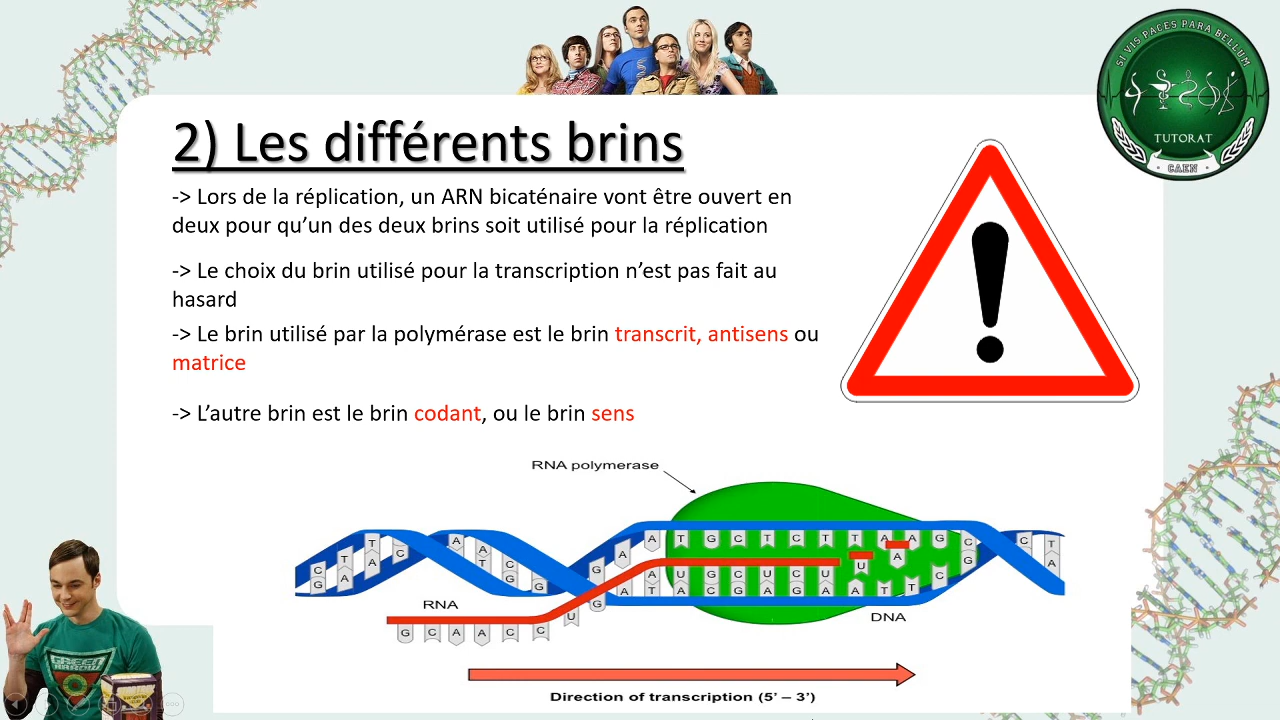 SI VIS PACES PARA BELLUM
TUTORAT
CAEN
2) Les différents brins
-> Lors de la réplication, un ARN bicaténaire vont être ouvert en
deux pour qu’un des deux brins soit utilisé pour la réplication
-> Le choix du brin utilisé pour la transcription n’est pas fait au
hasard
-> Le brin utilisé par la polymérase est le brin transcrit, antisens ou
matrice
-> L’autre brin est le brin codant, ou le brin sens
RNA polymerase
A T G C T C T T A A G C
A U G C U C U U A
A T A C G A G A A T T C G
C T A
G A A C T T
A A T G C G
G A G
RNA
G C A A C C U
DNA
Direction of transcription (5’ – 3’)
GREEN
ARROW